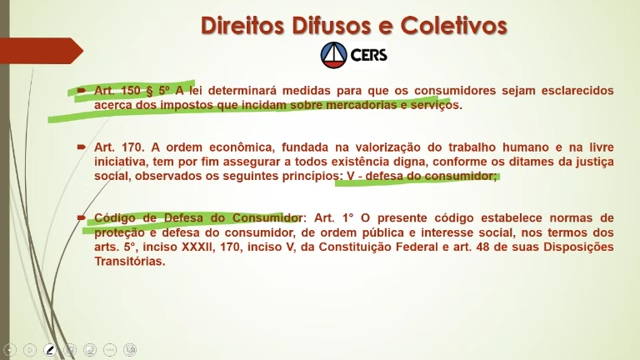 Direitos Difusos e Coletivos
CERS
Art. 150 § 5º A lei determinará medidas para que os consumidores sejam esclarecidos
acerca dos impostos que incidam sobre mercadorias e serviços.
Art. 170. A ordem econômica, fundada na valorização do trabalho humano e na livre
iniciativa, tem por fim assegurar a todos existência digna, conforme os ditames da justiça
social, observados os seguintes princípios: V - defesa do consumidor;
Código de Defesa do Consumidor: Art. 1° O presente código estabelece normas de
proteção e defesa do consumidor, de ordem pública e interesse social, nos termos dos
arts. 5°, inciso XXXII, 170, inciso V, da Constituição Federal e art. 48 de suas Disposições
Transitórias.